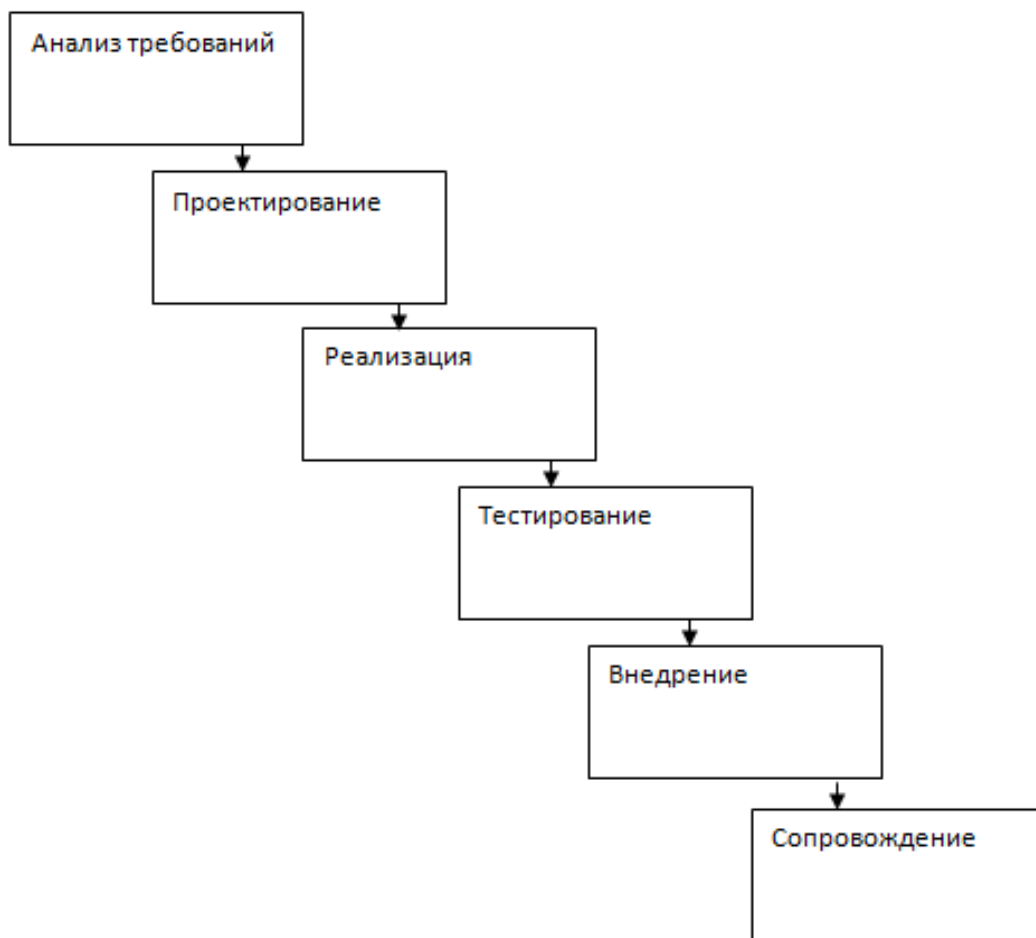 Анализ требований
Проектирование
Реализация
Тестирование
Внедрение
Сопровождение